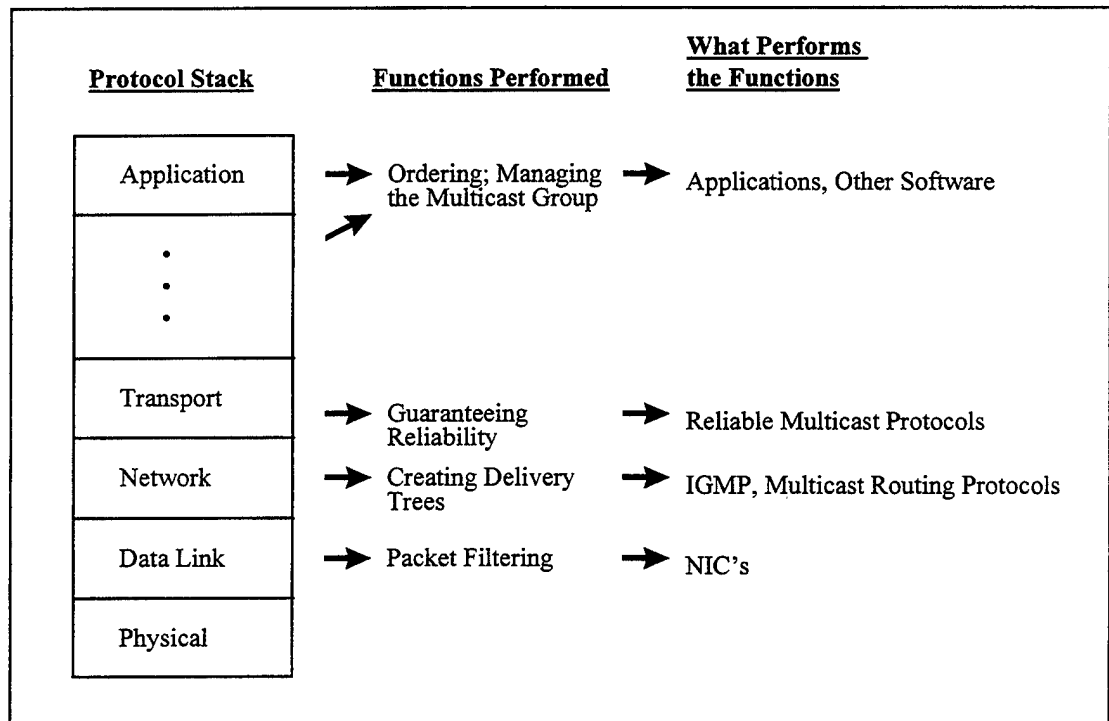 Protocol Stack
Functions Performed
What Performs
the Functions
Application
Ordering; Managing
the Multicast Group
Applications, Other Software
Transport
Guaranteeing
Reliability
Reliable Multicast Protocols
Network
Creating Delivery
Trees
IGMP, Multicast Routing Protocols
Data Link
Packet Filtering
NIC's
Physical